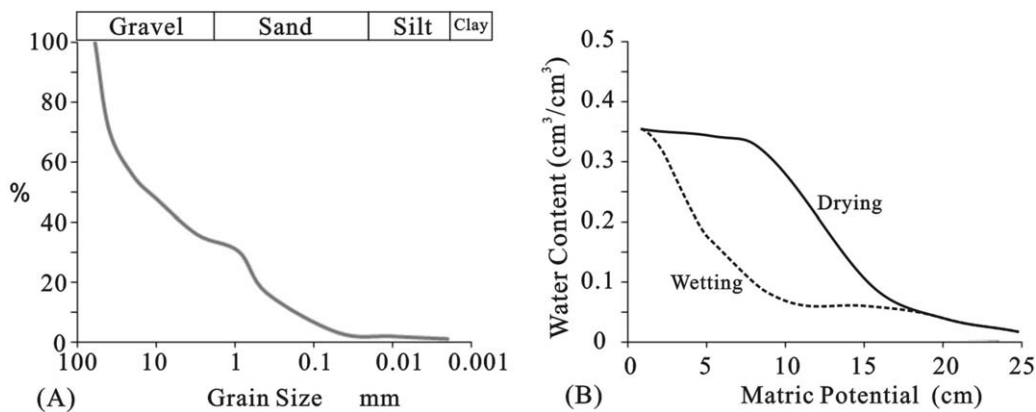 Gravel Sand Silt Clay
100
80
60
40
20
0
%
100 10 1 0.1 0.01 0.001
(A) Grain Size mm
0.5
0.4
0.3
0.2
0.1
0
Water Content (cm³/cm³)
Drying
Wetting
0 5 10 15 20 25
(B) Matric Potential (cm)